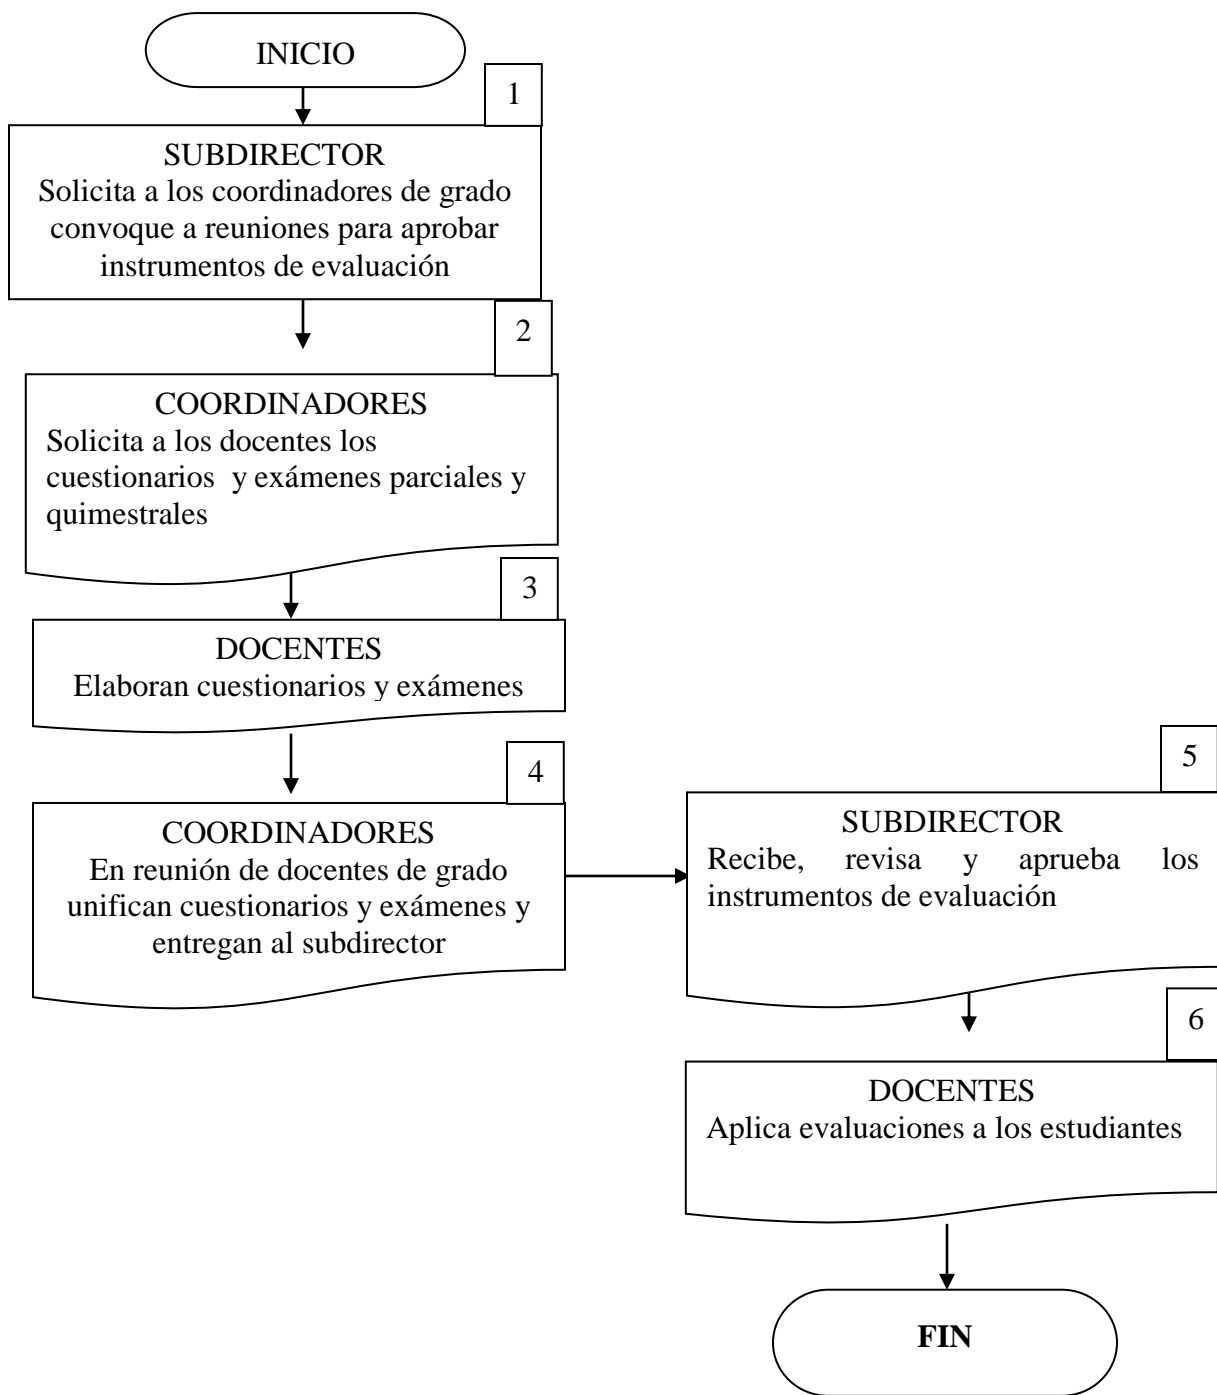 INICIO
1
SUBDIRECTOR
Solicita a los coordinadores de grado
convoque a reuniones para aprobar
instrumentos de evaluación
2
COORDINADORES
Solicita a los docentes los
cuestionarios y exámenes parciales y
quimestrales
3
DOCENTES
Elaboran cuestionarios y exámenes
4
COORDINADORES
En reunión de docentes de grado
unifican cuestionarios y exámenes y
entregan al subdirector
5
SUBDIRECTOR
Recibe, revisa y aprueba los
instrumentos de evaluación
6
DOCENTES
Aplica evaluaciones a los estudiantes
FIN